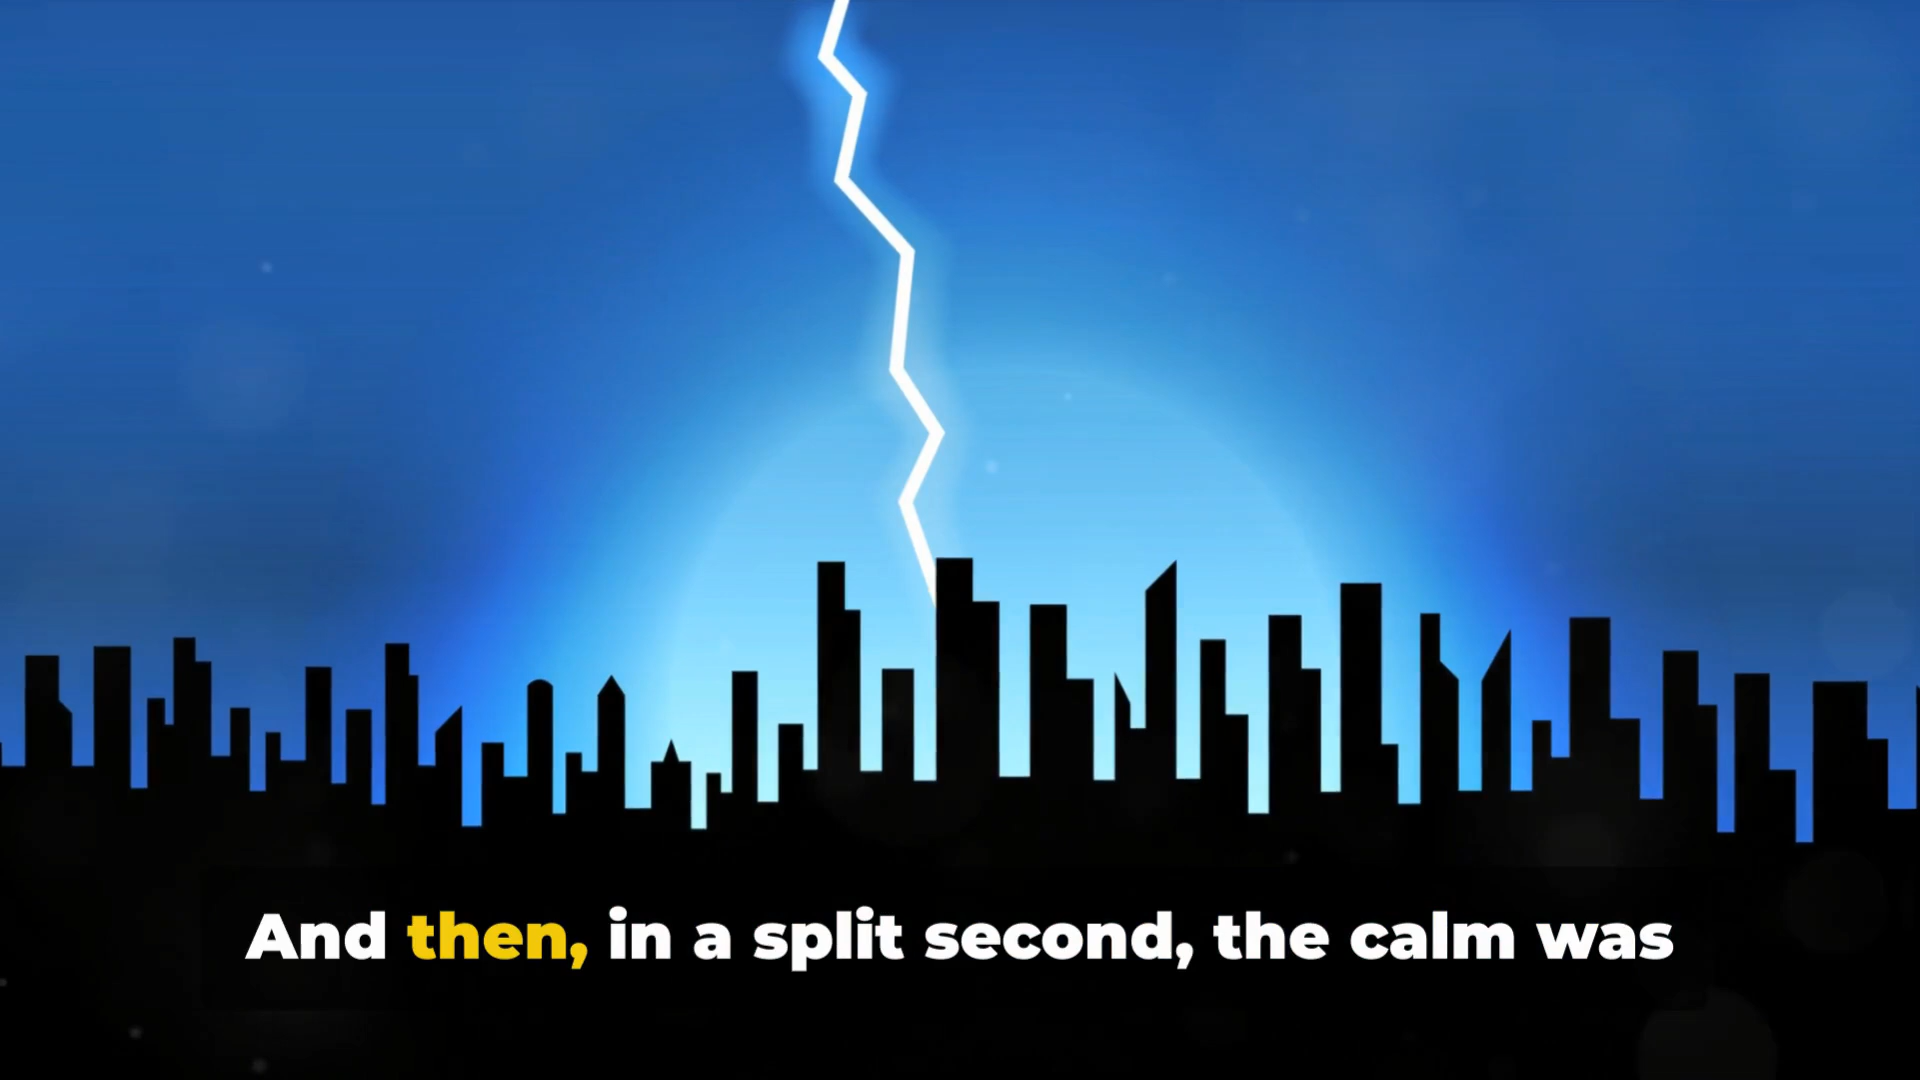 And then, in a split second, the calm was